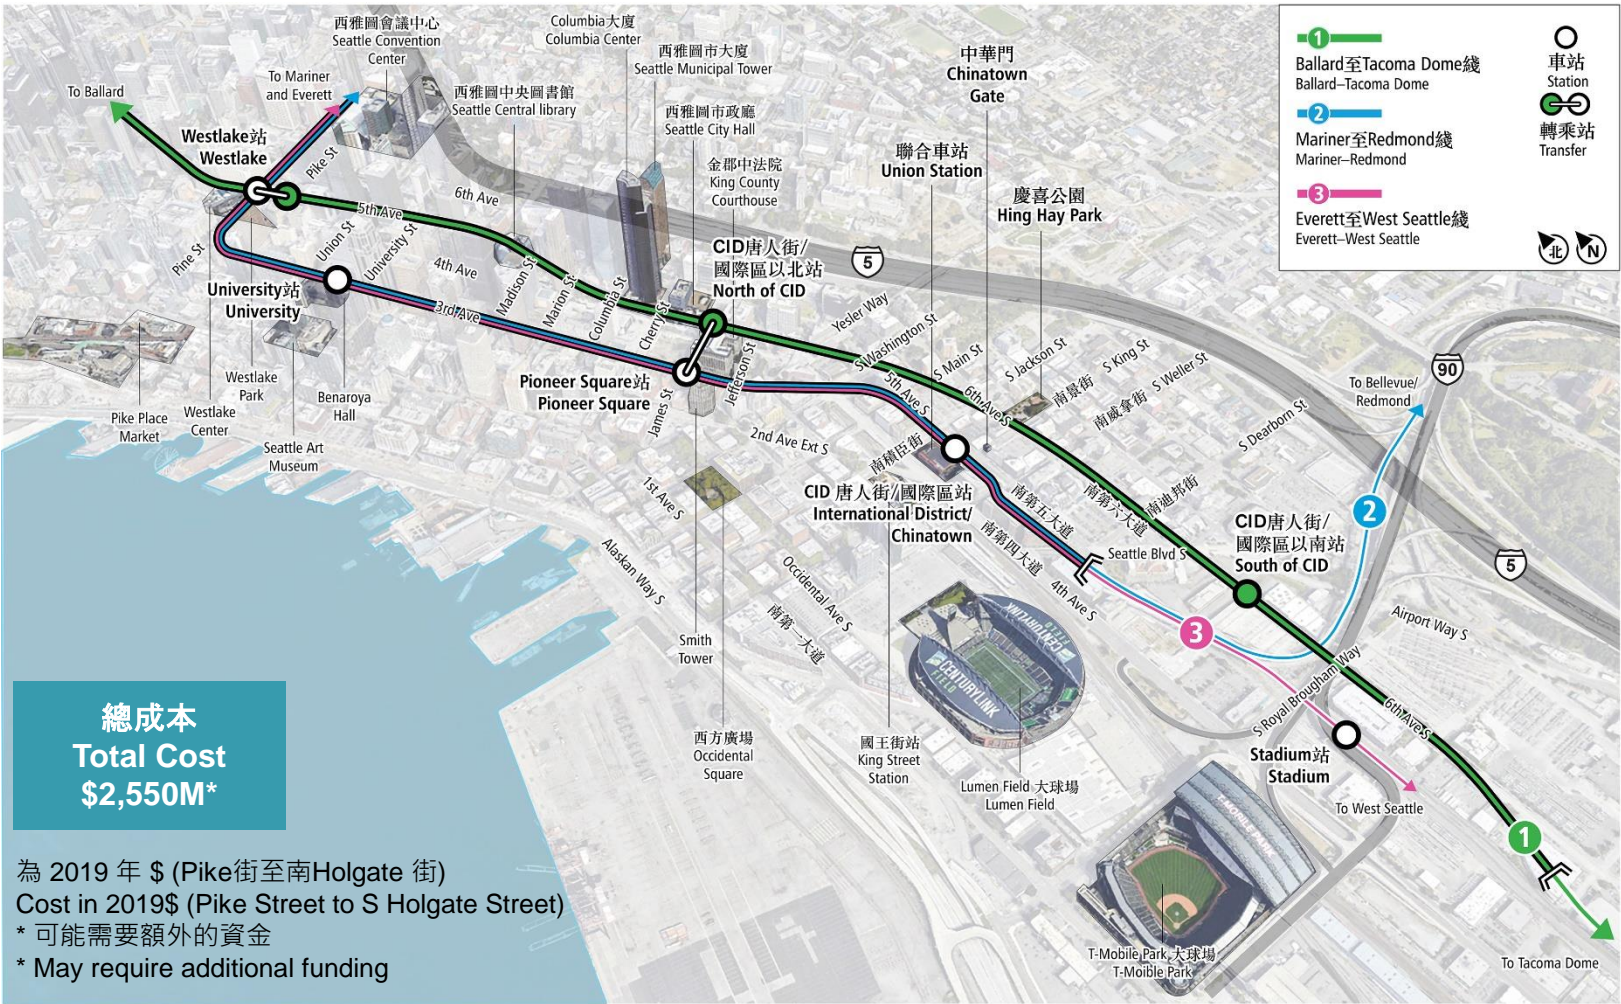 西雅圖會議中心
Seattle Convention
Center
Columbia大廈
Columbia Center
西雅圖市大廈
Seattle Municipal Tower
中華門
Chinatown
Gate
To Ballard
To Mariner
and Everett
西雅圖中央圖書館
Seattle Central library
西雅圖市政廳
Seattle City Hall
金郡中法院
King County
Courthouse
聯合車站
Union Station
慶喜公園
Hing Hay Park
1
Ballard至Tacoma Dome綫
Ballard–Tacoma Dome
2
Mariner至Redmond綫
Mariner–Redmond
3
Everett至West Seattle綫
Everett–West Seattle
車站
Station
轉乘站
Transfer
北
N
Westlake站
Westlake
Pike St
5th Ave
6th Ave
Pine St
Union St
University St
4th Ave
Madison St
Marion St
Columbia St
Cherry St
CID唐人街/
國際區以北站
North of CID
5
University站
University
3rd Ave
Yesler Way
S Washington St
S Main St
S Jackson St
S King St
S Weller St
Pioneer Square站
Pioneer Square
James St
Jefferson St
5th Ave S
6th Ave S
南景街
南威拿街
S Dearborn St
90
To Bellevue/
Redmond
Pike Place
Market
Westlake
Center
Westlake
Park
Seattle Art
Museum
Benaroya
Hall
2nd Ave Ext S
南積臣街
1st Ave S
CID 唐人街/國際區站
International District/
Chinatown
南第五大道
南第六大道
南迪邦街
南第四大道
Seattle Blvd S
4th Ave S
CID唐人街/
國際區以南站
South of CID
2
5
Alaskan Way S
Occidental Ave S
南第一大道
Smith
Tower
CENTURYLINK
FIELD
CENTURYLINK
FIELD
3
Airport Way S
S Royal Brougham Way
6th Ave S
西方廣場
Occidental
Square
國王街站
King Street
Station
Lumen Field 大球場
Lumen Field
Stadium站
Stadium
To West Seattle
T-MOBILE PARK
T-Mobile Park 大球場
T-Moible Park
1
To Tacoma Dome
總成本
Total Cost
$2,550M*
為 2019 年 $ (Pike街至南Holgate 街)
Cost in 2019$ (Pike Street to S Holgate Street)
* 可能需要額外的資金
* May require additional funding